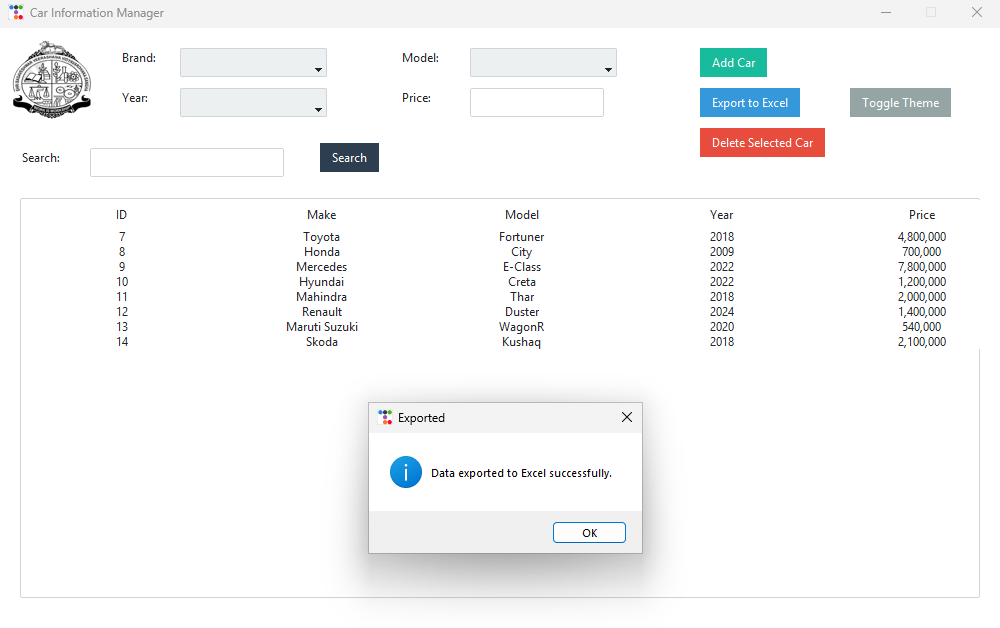 Car Information Manager
Brand:
Model:
Add Car
Year:
Price:
Export to Excel
Toggle Theme
Delete Selected Car
Search:
Search
ID Make Model Year Price
7 Toyota Fortuner 2018 4,800,000
8 Honda City 2009 700,000
9 Mercedes E-Class 2022 7,800,000
10 Hyundai Creta 2022 1,200,000
11 Mahindra Thar 2018 2,000,000
12 Renault Duster 2024 1,400,000
13 Maruti Suzuki WagonR 2020 540,000
14 Skoda Kushaq 2018 2,100,000
Exported
Data exported to Excel successfully.
OK